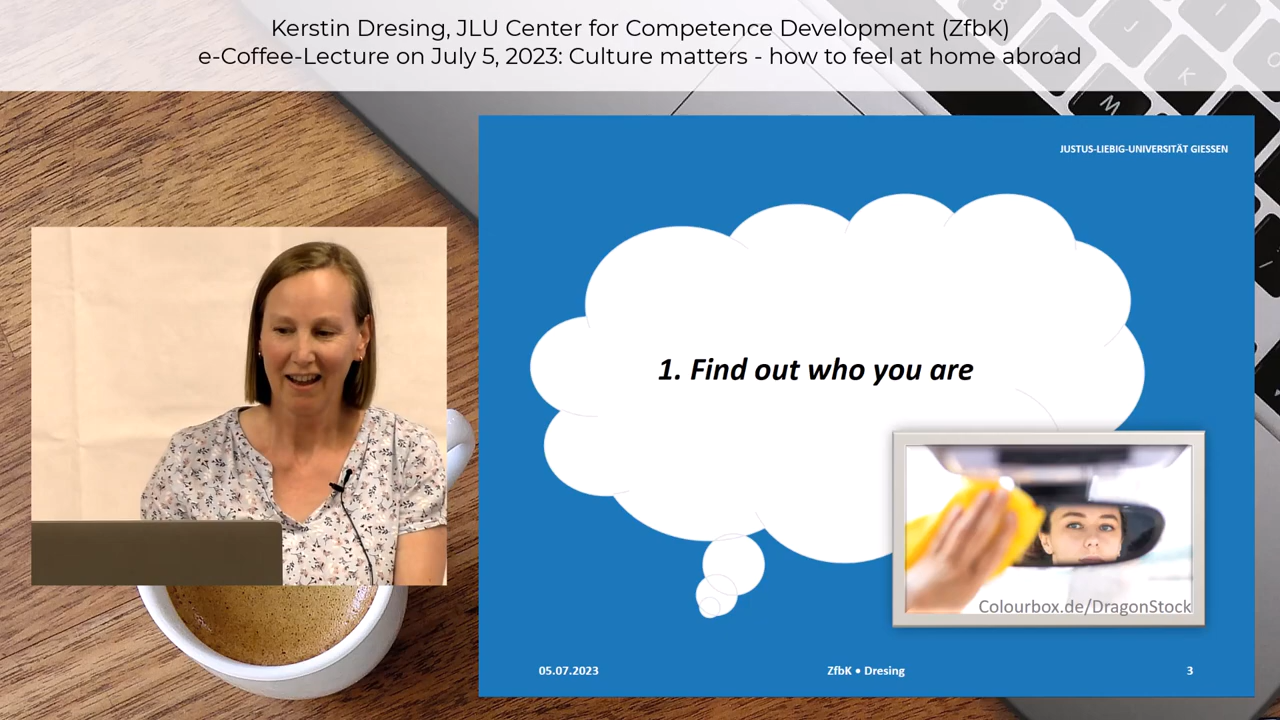 Kerstin Dresing, JLU Center for Competence Development (ZfbK)
e-Coffee-Lecture on July 5, 2023: Culture matters - how to feel at home abroad
JUSTUS-LIEBIG-UNIVERSITÄT GIESSEN
1. Find out who you are
Colourbox.de/DragonStock
05.07.2023 ZfbK • Dresing 3
B
J
I
K
M